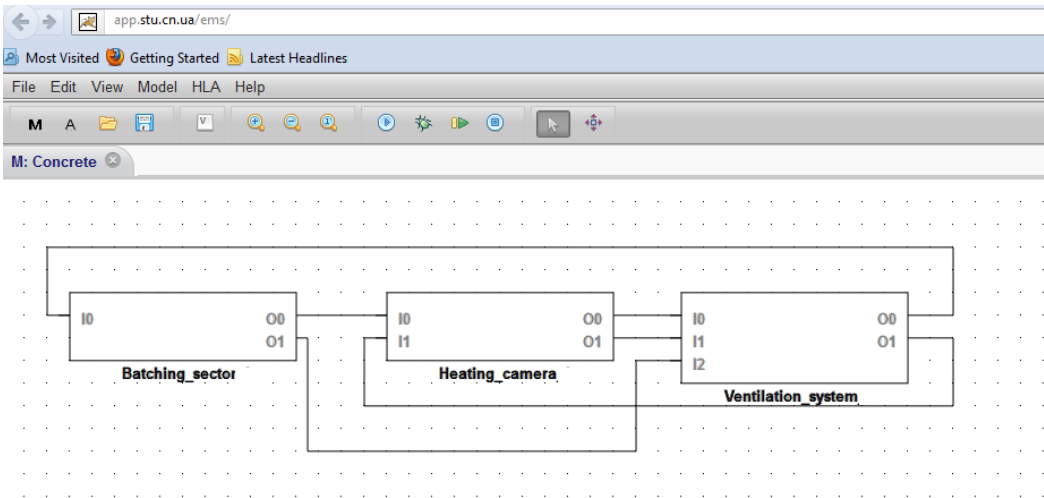 app.stu.cn.ua/ems/
Most Visited Getting Started Latest Headlines
File Edit View Model HLA Help
M A V 1
M: Concrete
I0 O0 I0 O0 I0 O0
O1 I1 O1 I1 O1
I2
Batching_sector Heating_camera
Ventilation_system